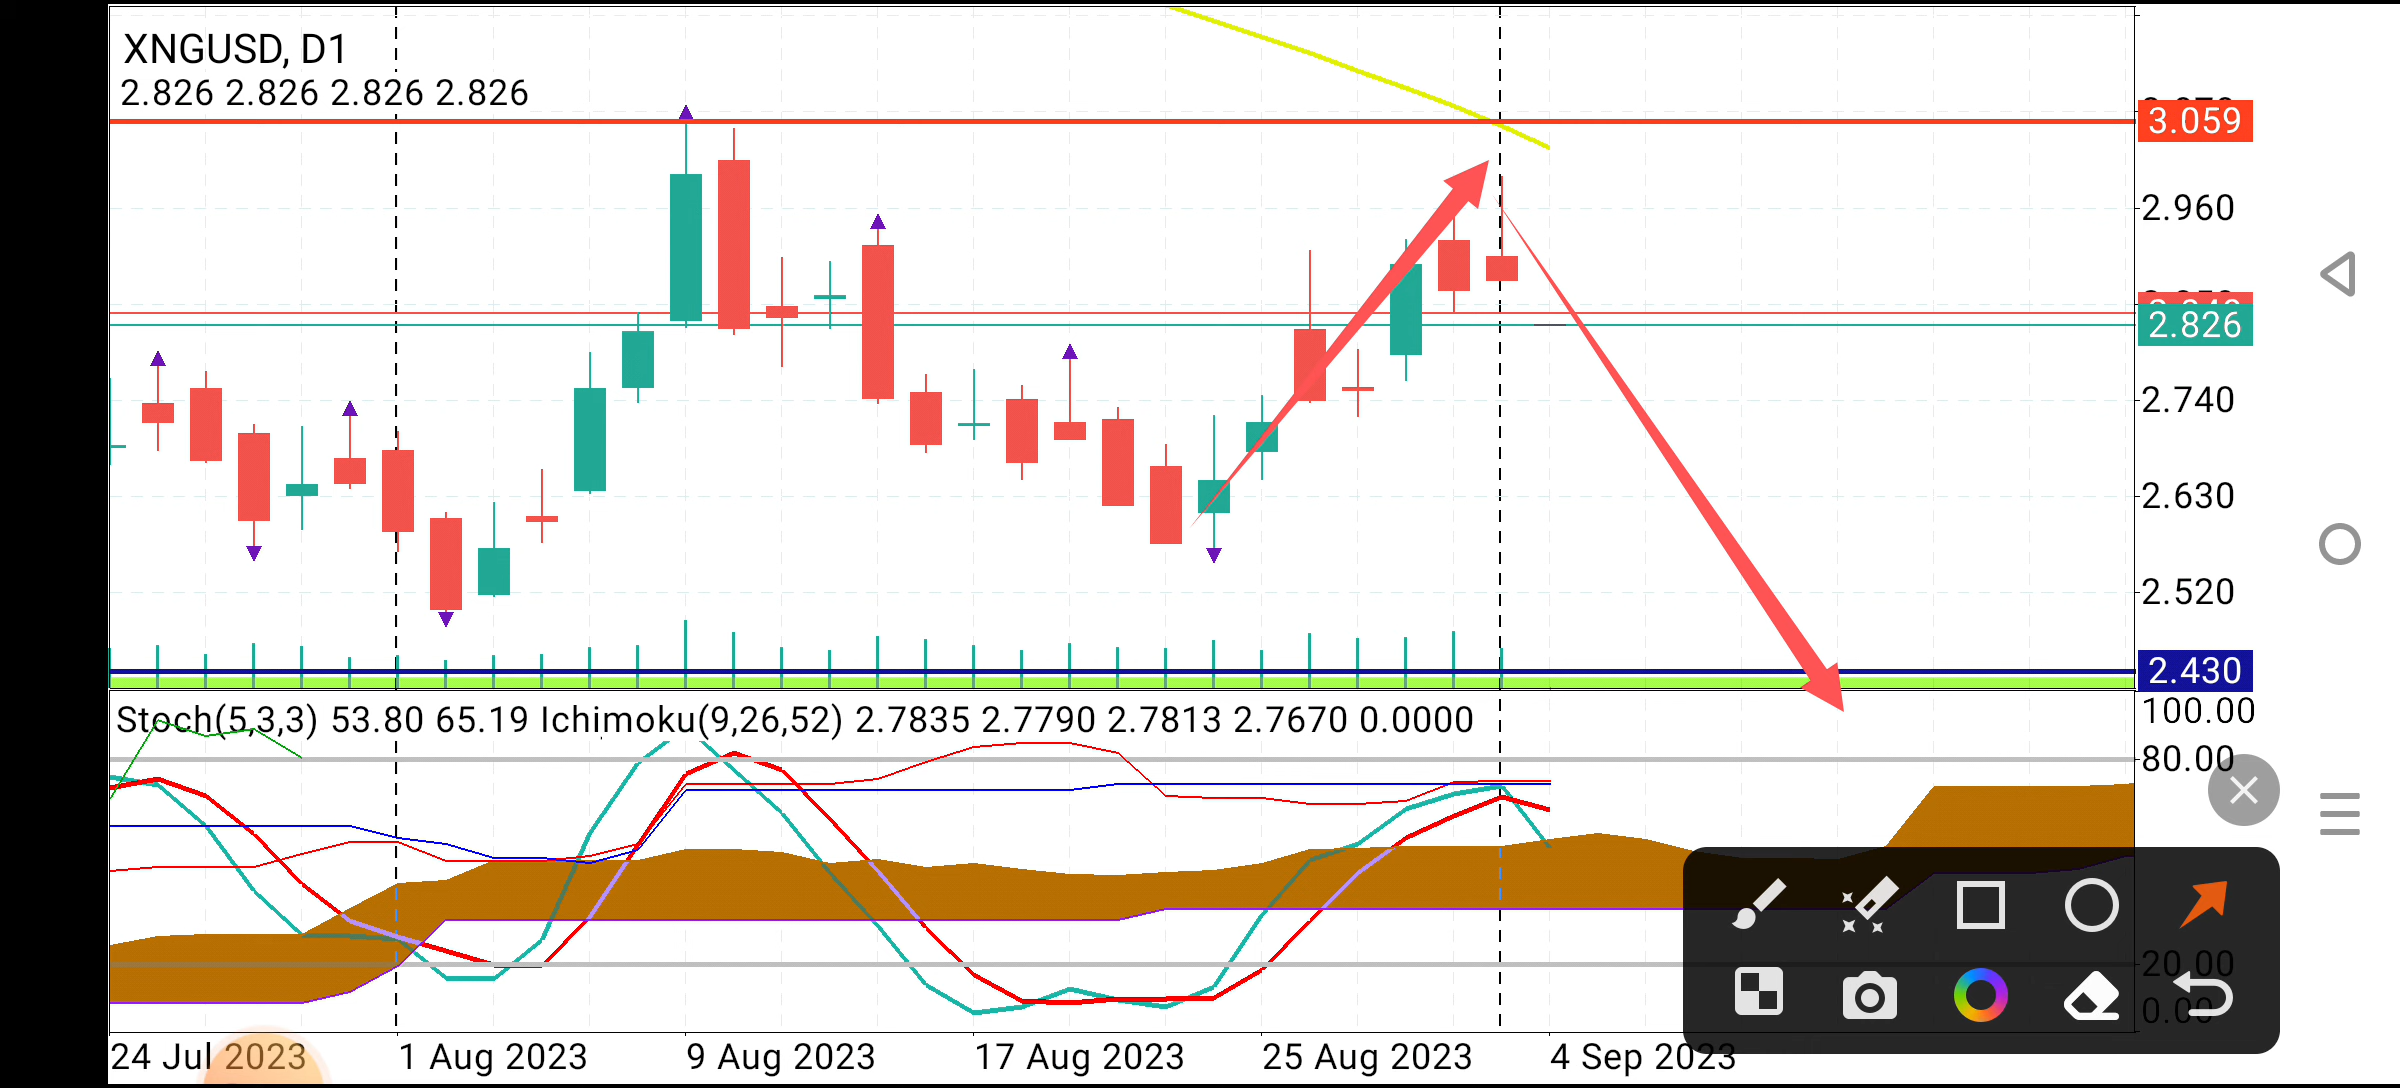 XNGUSD, D1
2.826 2.826 2.826 2.826
3.059
2.960
2.826
2.740
2.630
2.520
2.430
Stoch(5,3,3) 53.80 65.19 Ichimoku(9,26,52) 2.7835 2.7790 2.7813 2.7670 0.0000
100.00
80.00
20.00
0.00
24 Jul 2023 1 Aug 2023 9 Aug 2023 17 Aug 2023 25 Aug 2023 4 Sep 2023